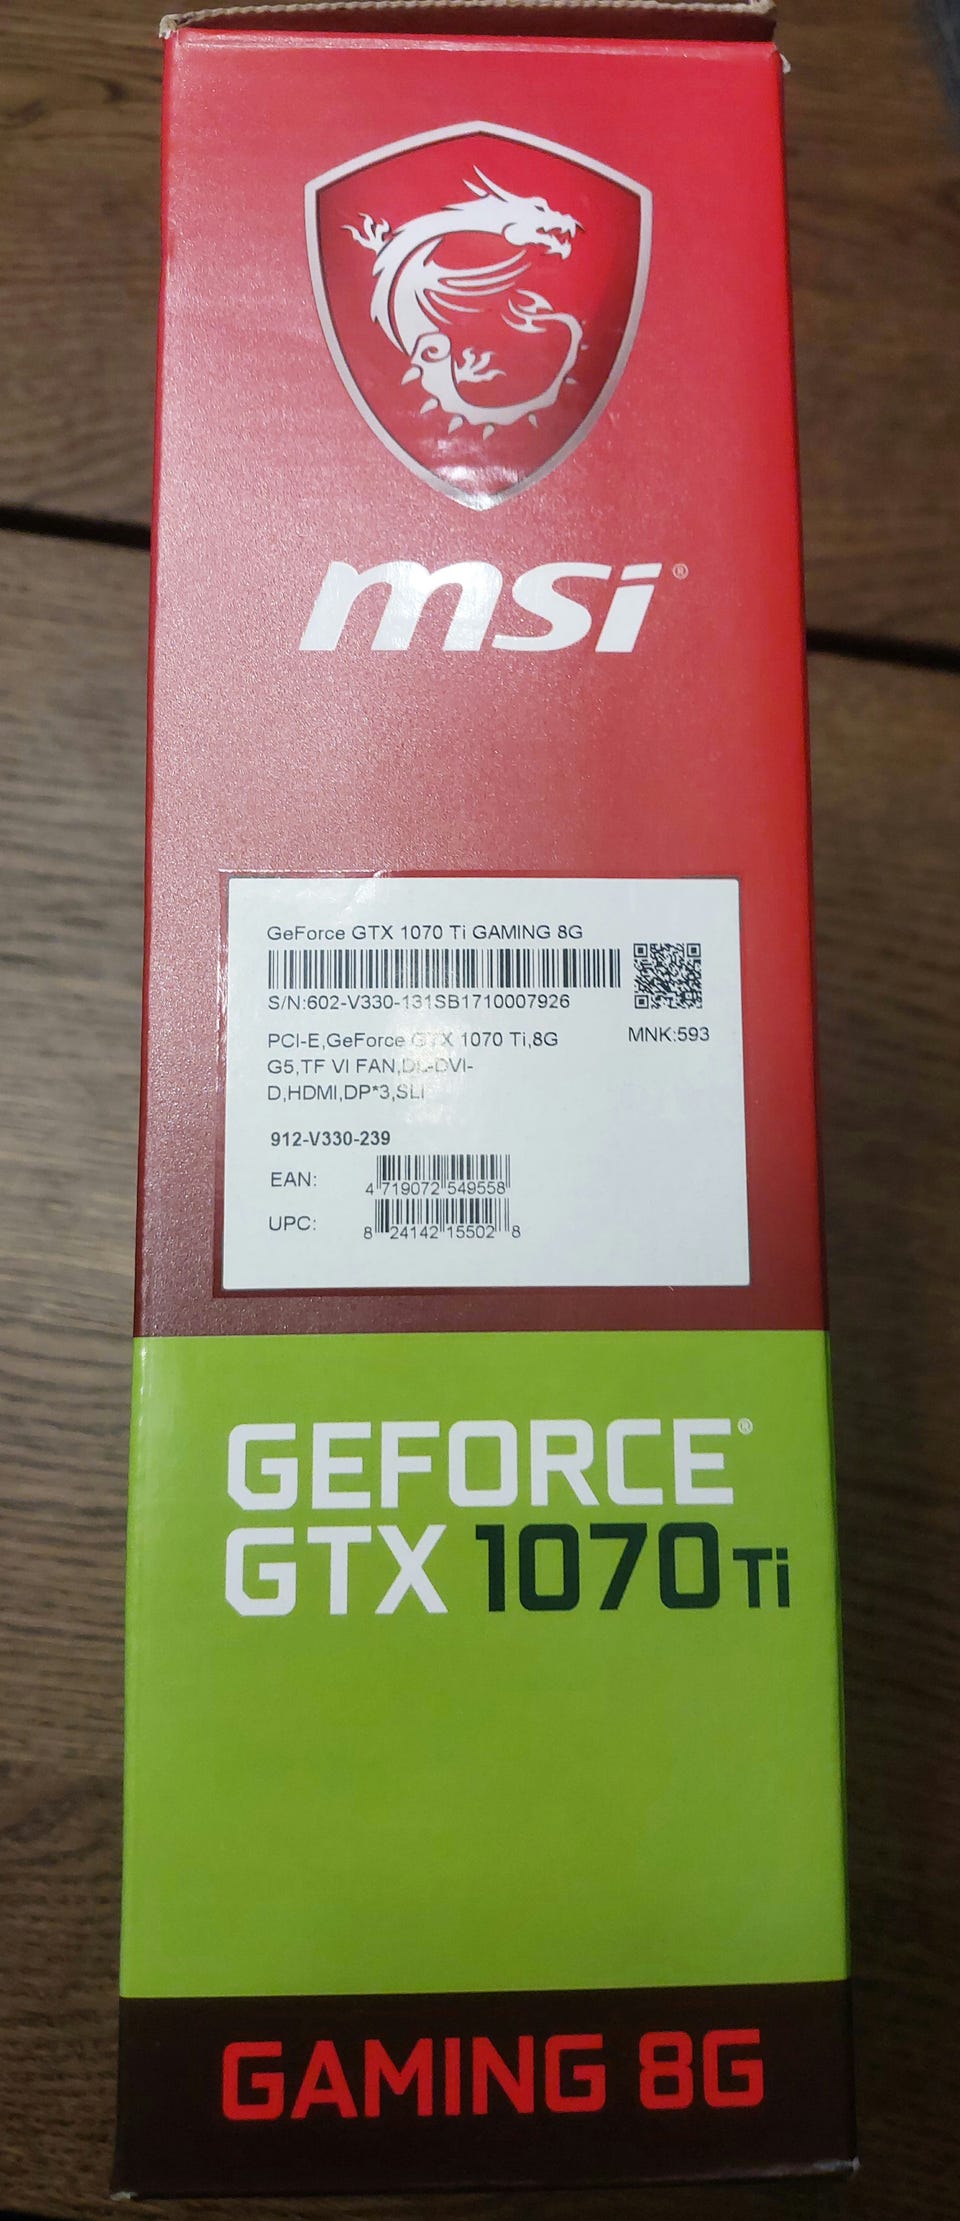 msi®
GeForce GTX 1070 Ti GAMING 8G
S/N:602-V330-131SB1710007926
PCI-E,GeForce GTX 1070 Ti,8G
G5,TF VI FAN,DL-DVI-
D,HDMI,DP*3,SLI
MNK:593
912-V330-239
EAN:
4 719072 549558
UPC:
8 24142 15502 8
GEFORCE®
GTX 1070 Ti
GAMING 8G